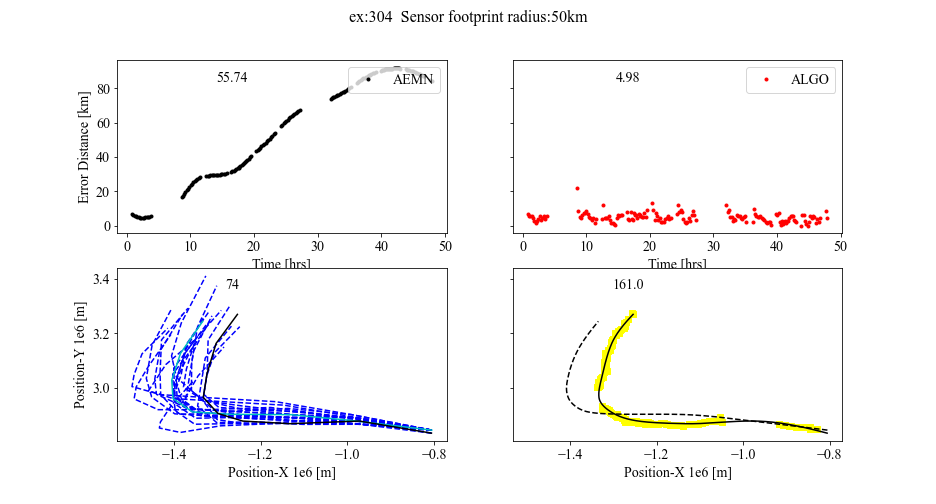 ex:304 Sensor footprint radius:50km
55.74
AEMN
4.98
ALGO
Error Distance [km]
80
60
40
20
0
0 10 20 30 40 50
0 10 20 30 40 50
Time [hrs]
Time [hrs]
74
161.0
Position-Y 1e6 [m]
3.4
3.2
3.0
−1.4 −1.2 −1.0 −0.8
−1.4 −1.2 −1.0 −0.8
Position-X 1e6 [m]
Position-X 1e6 [m]